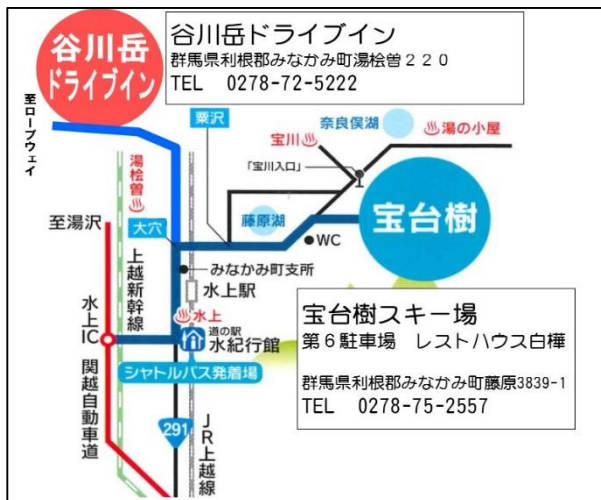 谷川岳
ドライブイン
谷川岳ドライブイン
群馬県利根郡みなかみ町湯桧曽２２０
TEL 0278-72-5222
至ロープウェイ
粟沢
奈良俣湖
宝川
湯の小屋
「宝川入口」
湯桧曽
至湯沢
大穴
藤原湖
宝台樹
WC
上越新幹線
みなかみ町支所
水上駅
水上
水上IC
道の駅
水紀行館
シャトルバス発着場
関越自動車道
291
JR上越線
宝台樹スキー場
第６駐車場 レストハウス白樺
群馬県利根郡みなかみ町藤原3839-1
TEL 0278-75-2557